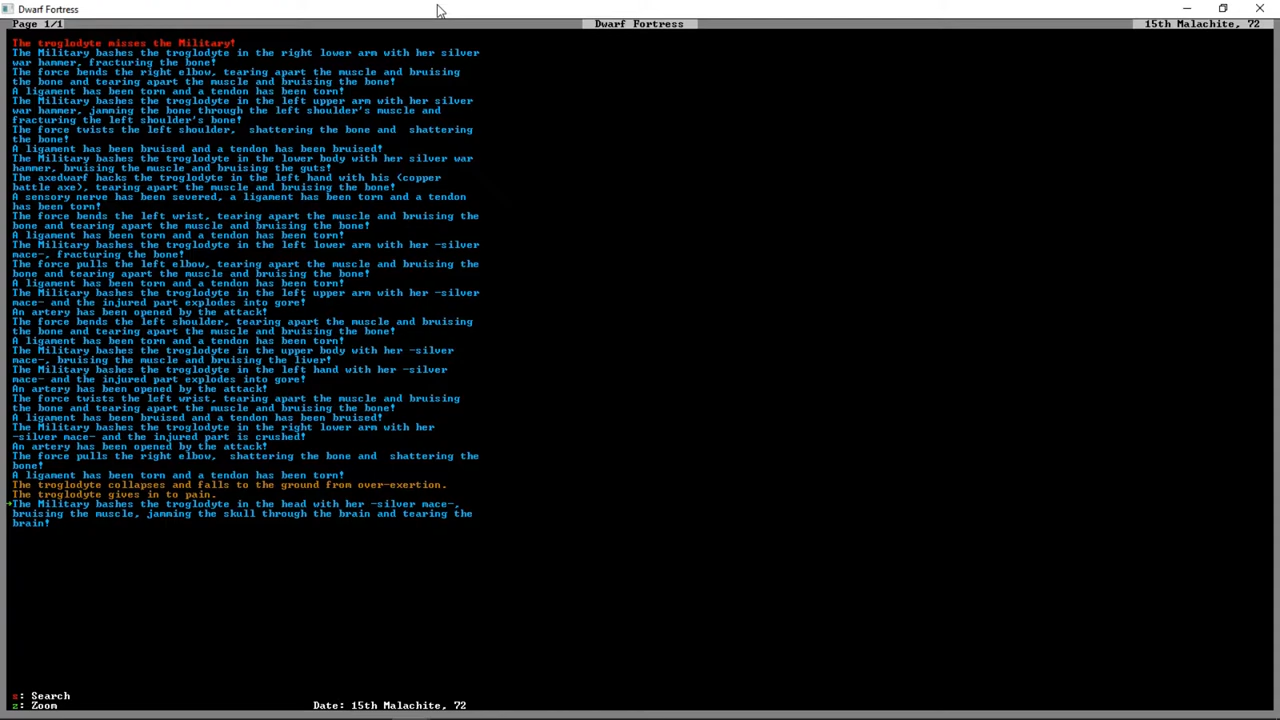 Dwarf Fortress
Page 1/1
Dwarf Fortress
15th Malachite, 72
The troglodyte misses the Military!
The Military bashes the troglodyte in the right lower arm with her silver
war hammer, fracturing the bone!
The force bends the right elbow, tearing apart the muscle and bruising
the bone and tearing apart the muscle and bruising the bone!
A ligament has been torn and a tendon has been torn!
The Military bashes the troglodyte in the left upper arm with her silver
war hammer, jamming the bone through the left shoulder's muscle and
fracturing the left shoulder's bone!
The force twists the left shoulder,  shattering the bone and  shattering
the bone!
A ligament has been bruised and a tendon has been bruised!
The Military bashes the troglodyte in the lower body with her silver war
hammer, bruising the muscle and bruising the guts!
The axedwarf hacks the troglodyte in the left hand with his (copper
battle axe), tearing apart the muscle and bruising the bone!
A sensory nerve has been severed, a ligament has been torn and a tendon
has been torn!
The force bends the left wrist, tearing apart the muscle and bruising the
bone and tearing apart the muscle and bruising the bone!
A ligament has been torn and a tendon has been torn!
The Military bashes the troglodyte in the left lower arm with her -silver
mace-, fracturing the bone!
The force pulls the left elbow, tearing apart the muscle and bruising the
bone and tearing apart the muscle and bruising the bone!
A ligament has been torn and a tendon has been torn!
The Military bashes the troglodyte in the left upper arm with her -silver
mace- and the injured part explodes into gore!
An artery has been opened by the attack!
The force bends the left shoulder, tearing apart the muscle and bruising
the bone and tearing apart the muscle and bruising the bone!
A ligament has been torn and a tendon has been torn!
The Military bashes the troglodyte in the upper body with her -silver
mace-, bruising the muscle and bruising the liver!
The Military bashes the troglodyte in the left hand with her -silver
mace- and the injured part explodes into gore!
An artery has been opened by the attack!
The force twists the left wrist, tearing apart the muscle and bruising
the bone and tearing apart the muscle and bruising the bone!
A ligament has been bruised and a tendon has been bruised!
The Military bashes the troglodyte in the right lower arm with her
-silver mace- and the injured part is crushed!
An artery has been opened by the attack!
The force pulls the right elbow,  shattering the bone and  shattering the
bone!
A ligament has been torn and a tendon has been torn!
The troglodyte collapses and falls to the ground from over-exertion.
The troglodyte gives in to pain.
→The Military bashes the troglodyte in the head with her -silver mace-,
bruising the muscle, jamming the skull through the brain and tearing the
brain!
s: Search
z: Zoom
Date: 15th Malachite, 72